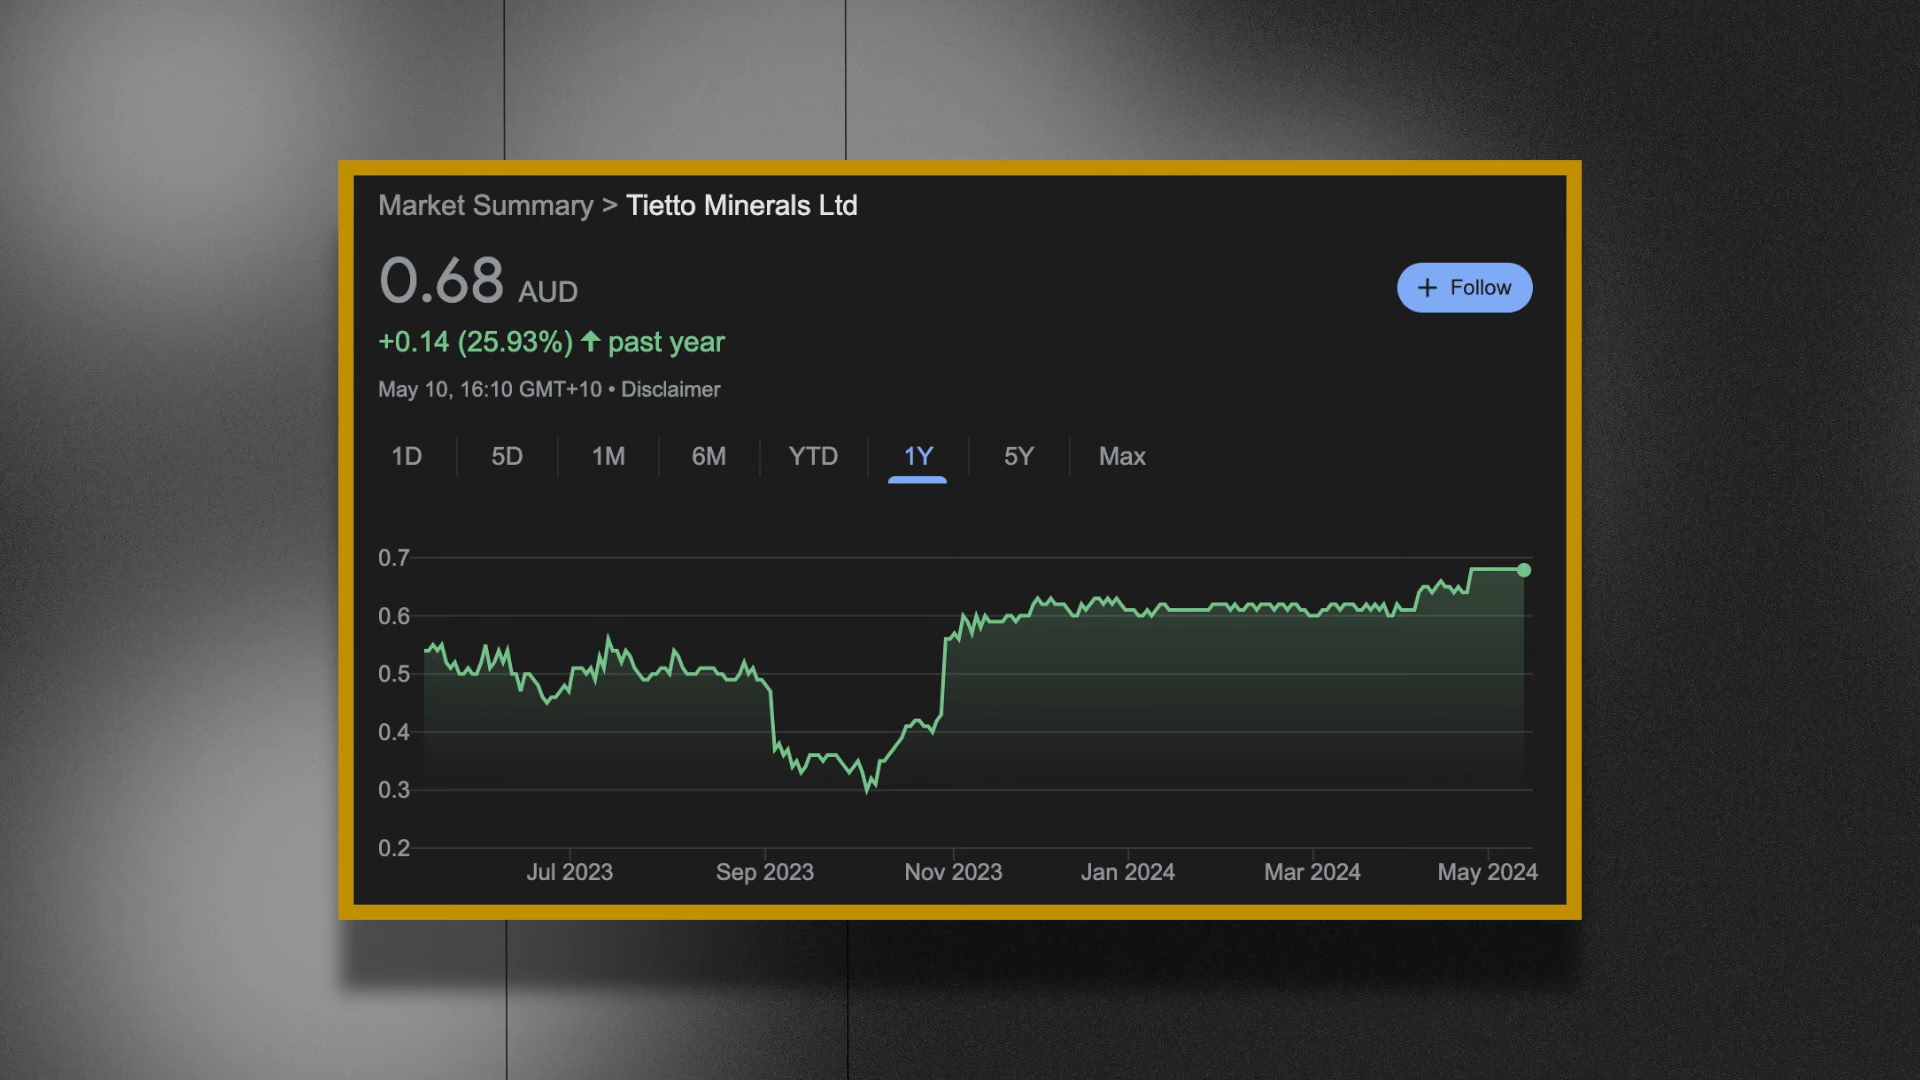 Market Summary > Tietto Minerals Ltd
0.68 AUD
+ Follow
+0.14 (25.93%) ↑ past year
May 10, 16:10 GMT+10 • Disclaimer
1D 5D 1M 6M YTD 1Y 5Y Max
0.7
0.6
0.5
0.4
0.3
0.2
Jul 2023 Sep 2023 Nov 2023 Jan 2024 Mar 2024 May 2024